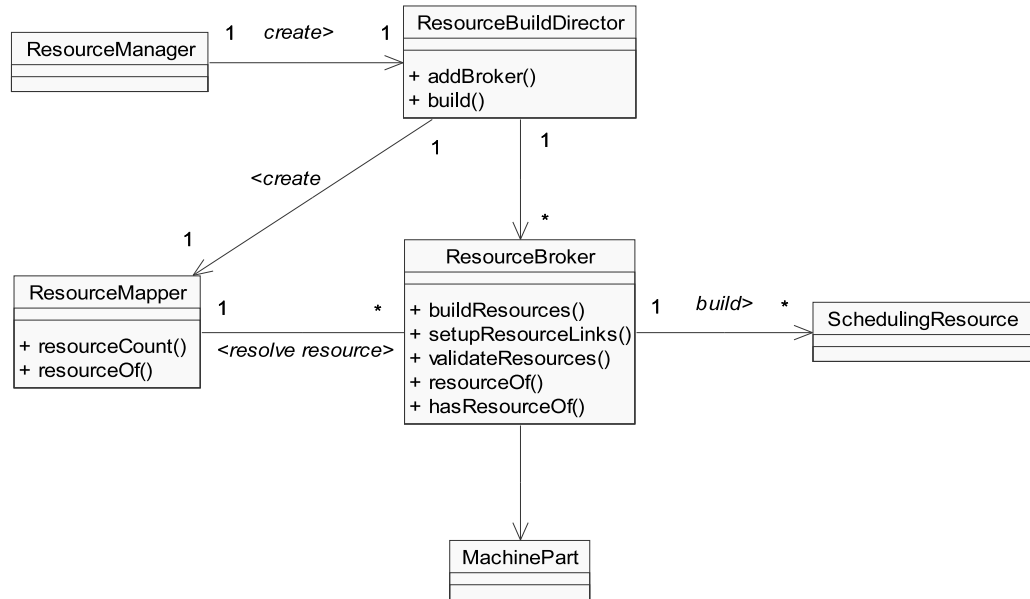 ResourceManager
1 create> 1
ResourceBuildDirector
+ addBroker()
+ build()
1
1
<create
1
*
ResourceMapper
+ resourceCount()
+ resourceOf()
1
*
<resolve resource>
ResourceBroker
+ buildResources()
+ setupResourceLinks()
+ validateResources()
+ resourceOf()
+ hasResourceOf()
1 build> *
SchedulingResource
MachinePart